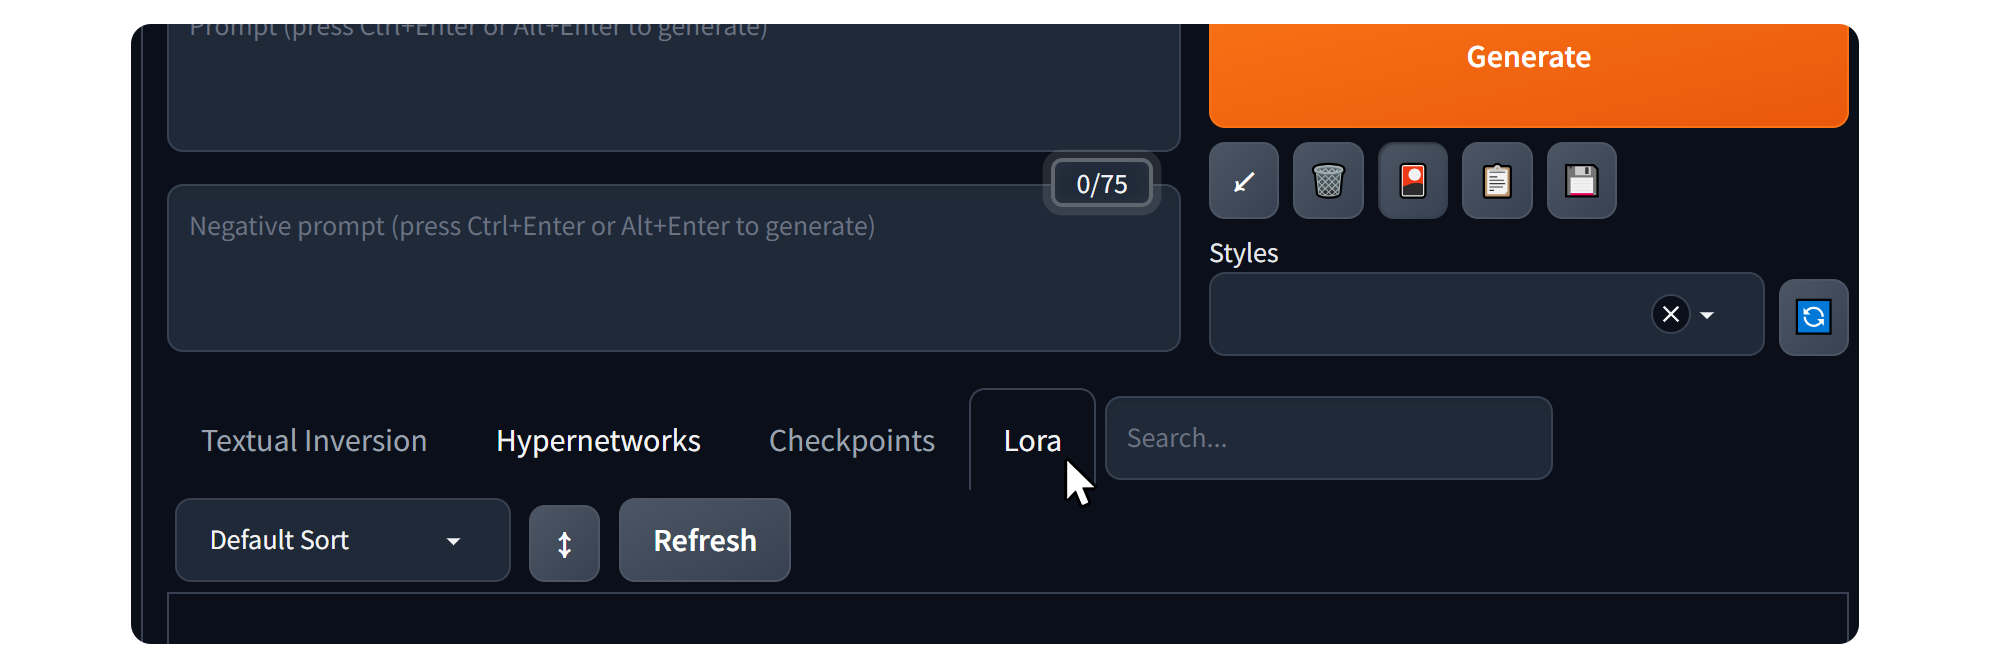 Prompt (press Ctrl+Enter or Alt+Enter to generate)
Generate
0/75
Negative prompt (press Ctrl+Enter or Alt+Enter to generate)
Styles
Textual Inversion
Hypernetworks
Checkpoints
Lora
Search...
Default Sort
Refresh